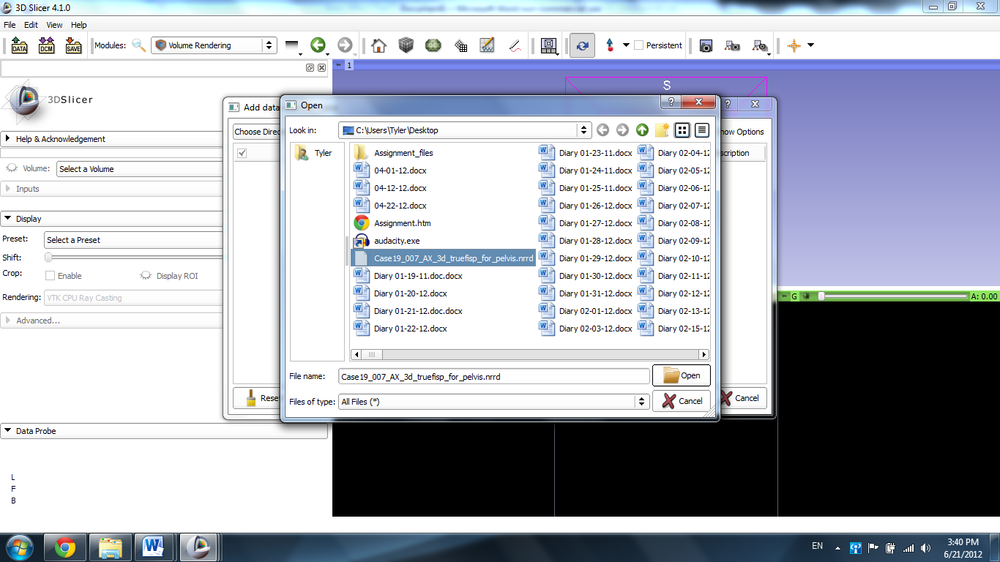 3D Slicer 4.1.0
File Edit View Help
DATA DCM SAVE Modules: Volume Rendering Persistent
1
S
3DSlicer
Help & Acknowledgement
Volume: Select a Volume
Inputs
Display
Preset: Select a Preset
Shift:
Crop: Enable Display ROI
Rendering: VTK CPU Ray Casting
Advanced...
Data Probe
L
F
B
Add data
Choose Direc
Show Options
scription
Reset
Cancel
Open
Look in: C:\Users\Tyler\Desktop
Tyler
Assignment_files
04-01-12.docx
04-12-12.docx
04-22-12.docx
Assignment.htm
audacity.exe
Case19_007_AX_3d_truefisp_for_pelvis.nrrd
Diary 01-19-11.doc.docx
Diary 01-20-12.docx
Diary 01-21-12.doc.docx
Diary 01-22-12.docx
Diary 01-23-11.docx
Diary 01-24-11.docx
Diary 01-25-11.docx
Diary 01-26-12.docx
Diary 01-27-12.docx
Diary 01-28-12.docx
Diary 01-29-12.docx
Diary 01-30-12.docx
Diary 01-31-12.docx
Diary 02-01-12.docx
Diary 02-03-12.docx
Diary 02-04-12
Diary 02-05-12
Diary 02-06-12
Diary 02-07-12
Diary 02-08-12
Diary 02-09-12
Diary 02-10-12
Diary 02-11-12
Diary 02-12-12
Diary 02-13-12
Diary 02-15-12
File name: Case19_007_AX_3d_truefisp_for_pelvis.nrrd
Open
Files of type: All Files (*)
Cancel
G A: 0.00
EN
3:40 PM
6/21/2012